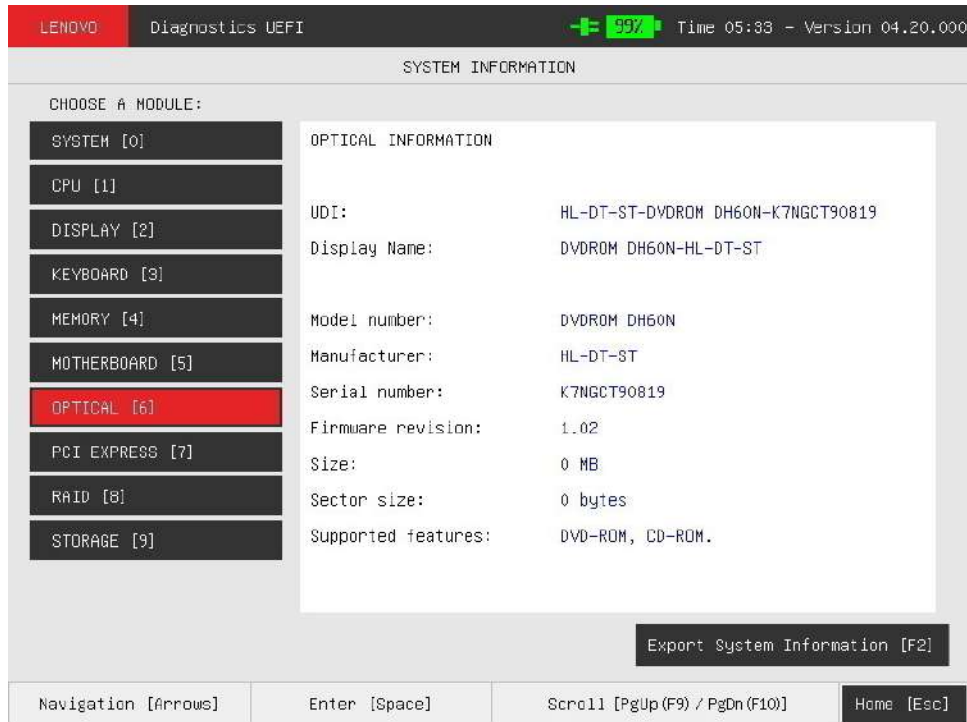 LENOVO Diagnostics UEFI 99% Time 05:33 - Version 04.20.000
SYSTEM INFORMATION
CHOOSE A MODULE:
SYSTEM [0]
CPU [1]
DISPLAY [2]
KEYBOARD [3]
MEMORY [4]
MOTHERBOARD [5]
OPTICAL [6]
PCI EXPRESS [7]
RAID [8]
STORAGE [9]
OPTICAL INFORMATION
UDI: HL-DT-ST-DVDROM DH60N-K7NGCT90819
Display Name: DVDROM DH60N-HL-DT-ST
Model number: DVDROM DH60N
Manufacturer: HL-DT-ST
Serial number: K7NGCT90819
Firmware revision: 1.02
Size: 0 MB
Sector size: 0 bytes
Supported features: DVD-ROM, CD-ROM.
Export System Information [F2]
Navigation [Arrows] Enter [Space] Scroll [PgUp(F9) / PgDn(F10)] Home [Esc]